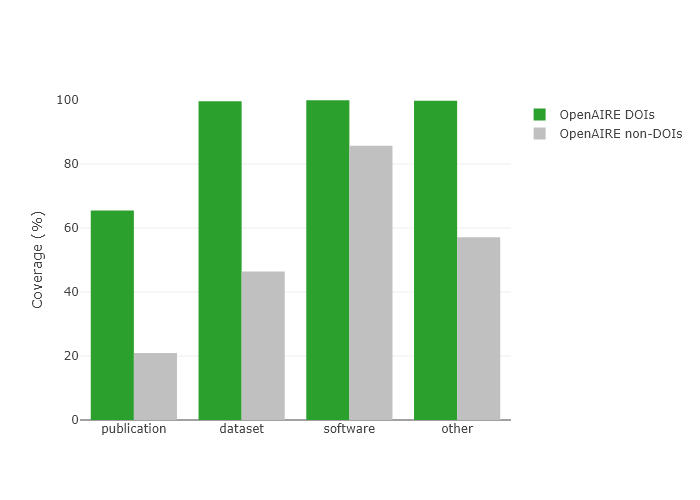 100
80
60
40
20
0
Coverage (%)
publication
dataset
software
other
OpenAIRE DOIs
OpenAIRE non-DOIs